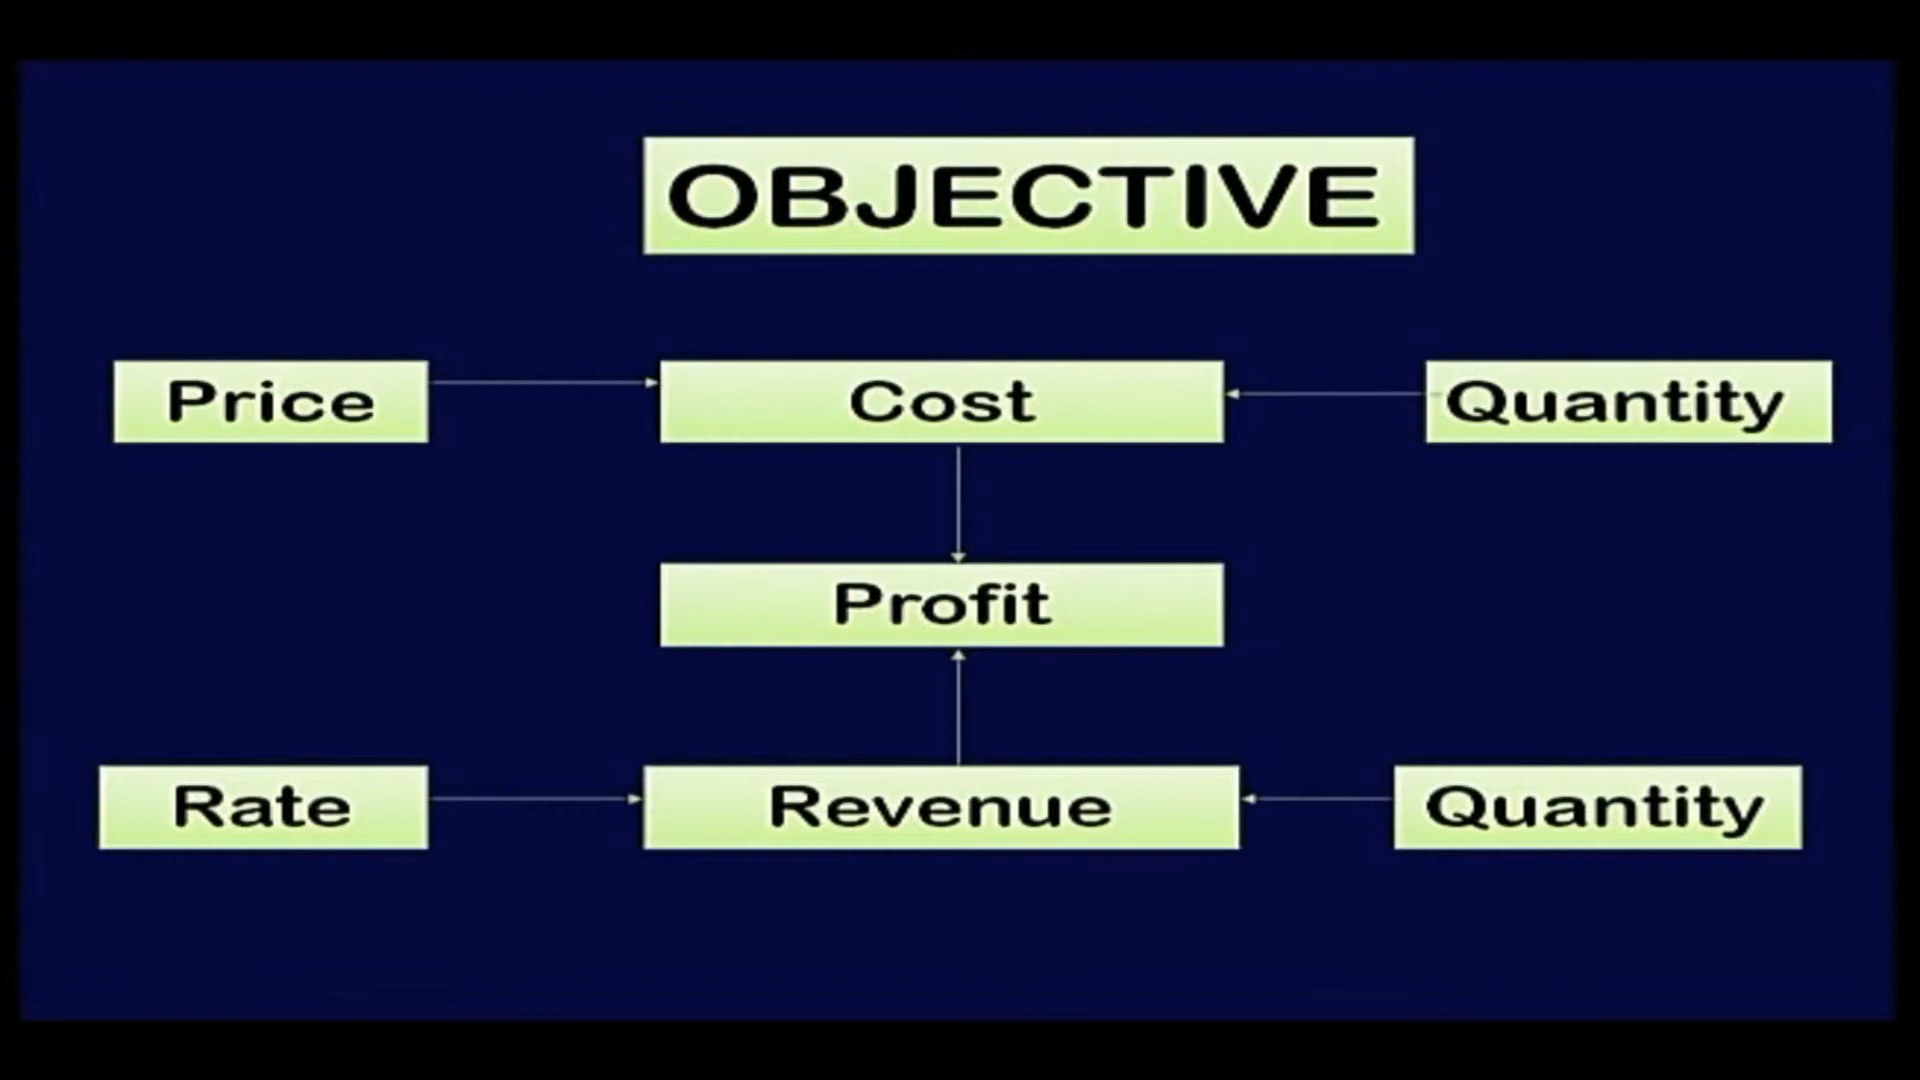 OBJECTIVE
Price
Cost
Quantity
Profit
Rate
Revenue
Quantity